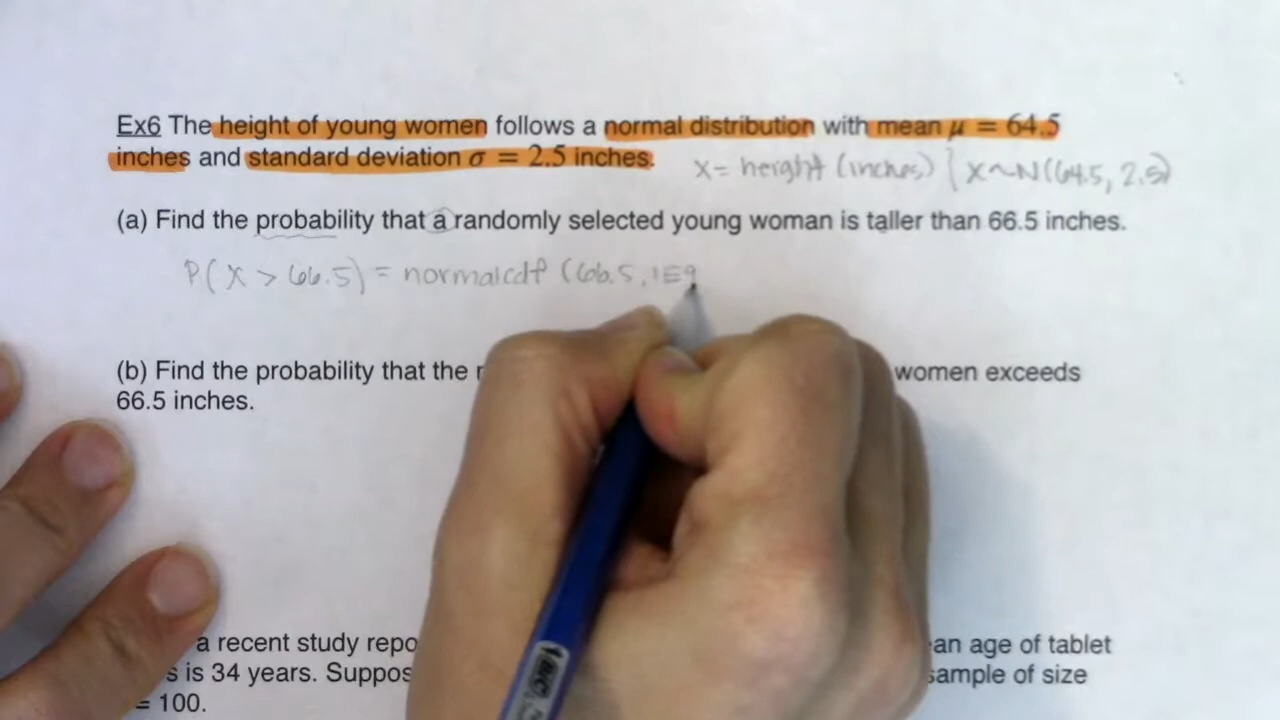 Ex6 The height of young women follows a normal distribution with mean μ = 64.5
inches and standard deviation σ = 2.5 inches.
X = height (inches) | X~N(64.5, 2.5)
(a) Find the probability that a randomly selected young woman is taller than 66.5 inches.
P(X > 66.5) = normalcdf (66.5, 1E9
(b) Find the probability that the women exceeds
66.5 inches.
a recent study repo an age of tablet
s is 34 years. Suppos sample of size
= 100.
BIC